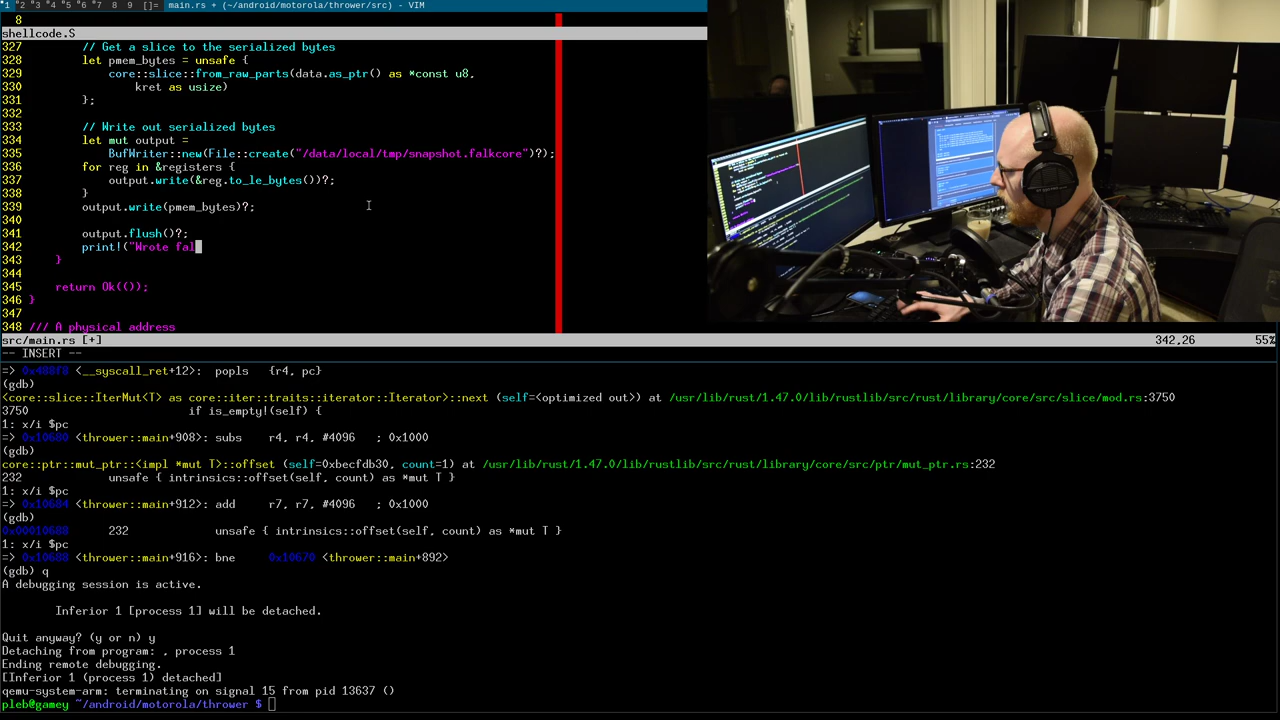 1 2 3 4 5 6 7 8 9 []= main.rs + (~/android/motorola/thrower/src) - VIM
8
shellcode.S
327 // Get a slice to the serialized bytes
328 let pmem_bytes = unsafe {
329 core::slice::from_raw_parts(data.as_ptr() as *const u8,
330 kret as usize)
331 };
332
333 // Write out serialized bytes
334 let mut output =
335 BufWriter::new(File::create("/data/local/tmp/snapshot.falkcore")?);
336 for reg in &registers {
337 output.write(&reg.to_le_bytes())?;
338 }
339 output.write(pmem_bytes)?;
340
341 output.flush()?;
342 print!("Wrote fal
343 }
344
345 return Ok(());
346 }
347
348 /// A physical address
src/main.rs [+] 342,26 55%
-- INSERT --
=> 0x488f8 <__syscall_ret+12>: popls {r4, pc}
(gdb)
<core::slice::IterMut<T> as core::iter::traits::iterator::Iterator>::next (self=<optimized out>) at /usr/lib/rust/1.47.0/lib/rustlib/src/rust/library/core/src/slice/mod.rs:3750
3750 if is_empty!(self) {
1: x/i $pc
=> 0x10680 <thrower::main+908>: subs r4, r4, #4096 ; 0x1000
(gdb)
core::ptr::mut_ptr::<impl *mut T>::offset (self=0xbecfdb30, count=1) at /usr/lib/rust/1.47.0/lib/rustlib/src/rust/library/core/src/ptr/mut_ptr.rs:232
232 unsafe { intrinsics::offset(self, count) as *mut T }
1: x/i $pc
=> 0x10684 <thrower::main+912>: add r7, r7, #4096 ; 0x1000
(gdb)
0x00010688 232 unsafe { intrinsics::offset(self, count) as *mut T }
1: x/i $pc
=> 0x10688 <thrower::main+916>: bne 0x10670 <thrower::main+892>
(gdb) q
A debugging session is active.
Inferior 1 [process 1] will be detached.
Quit anyway? (y or n) y
Detaching from program: , process 1
Ending remote debugging.
[Inferior 1 (process 1) detached]
qemu-system-arm: terminating on signal 15 from pid 13637 ()
pleb@gamey ~/android/motorola/thrower $